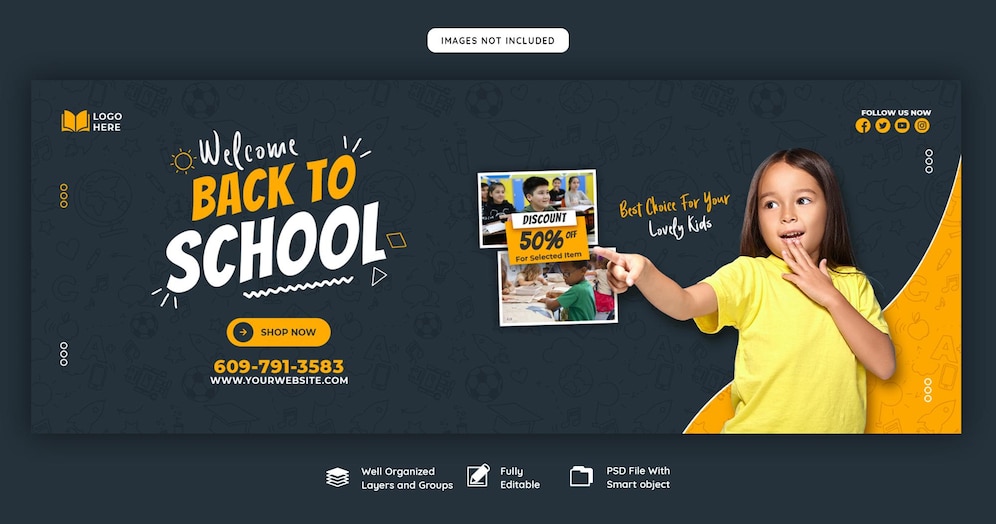 IMAGES NOT INCLUDED
LOGO
HERE
FOLLOW US NOW
Welcome
BACK TO
SCHOOL
DISCOUNT
50% OFF
For Selected Item
Best Choice For Your
Lovely Kids
SHOP NOW
609-791-3583
WWW.YOURWEBSITE.COM
Well Organized
Layers and Groups
Fully
Editable
PSD File With
Smart object